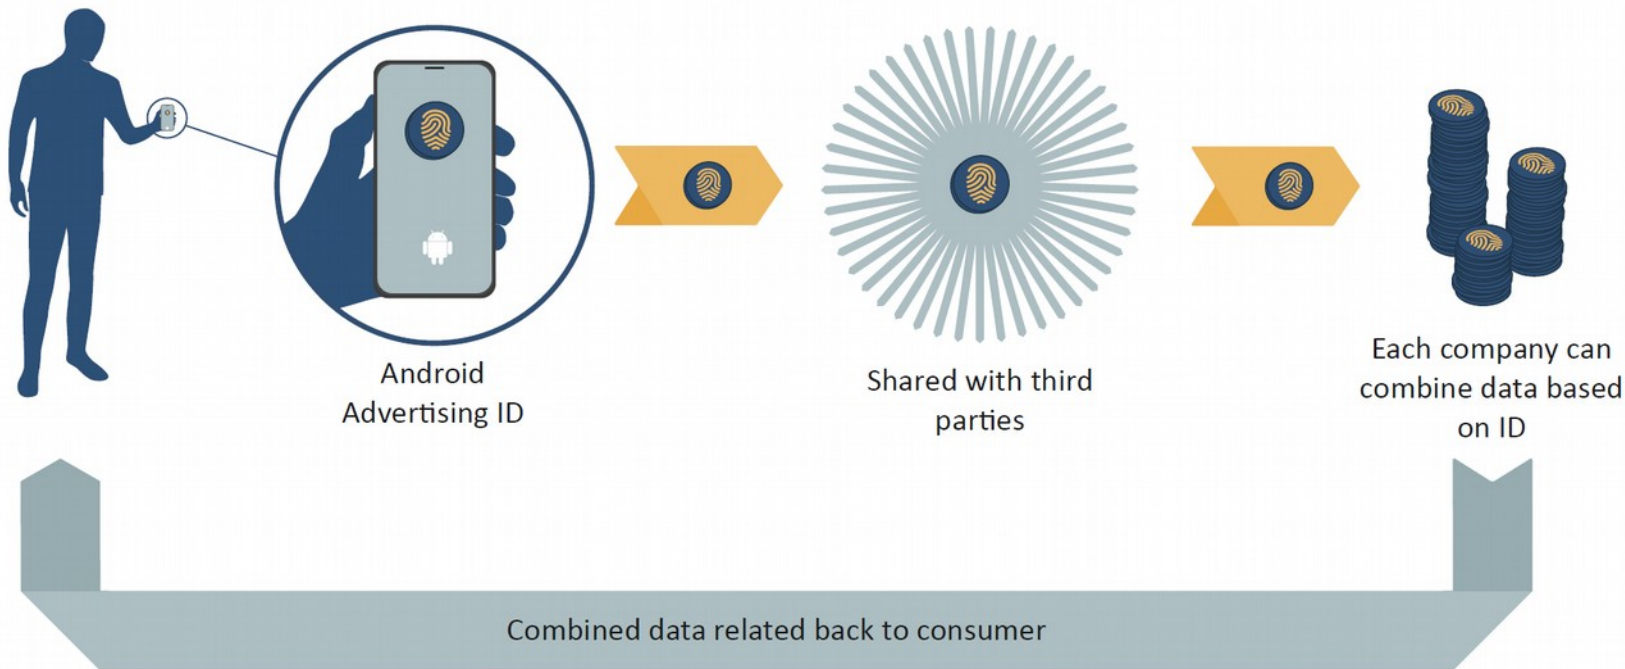 Android
Advertising ID
Shared with third
parties
Each company can
combine data based
on ID
Combined data related back to consumer